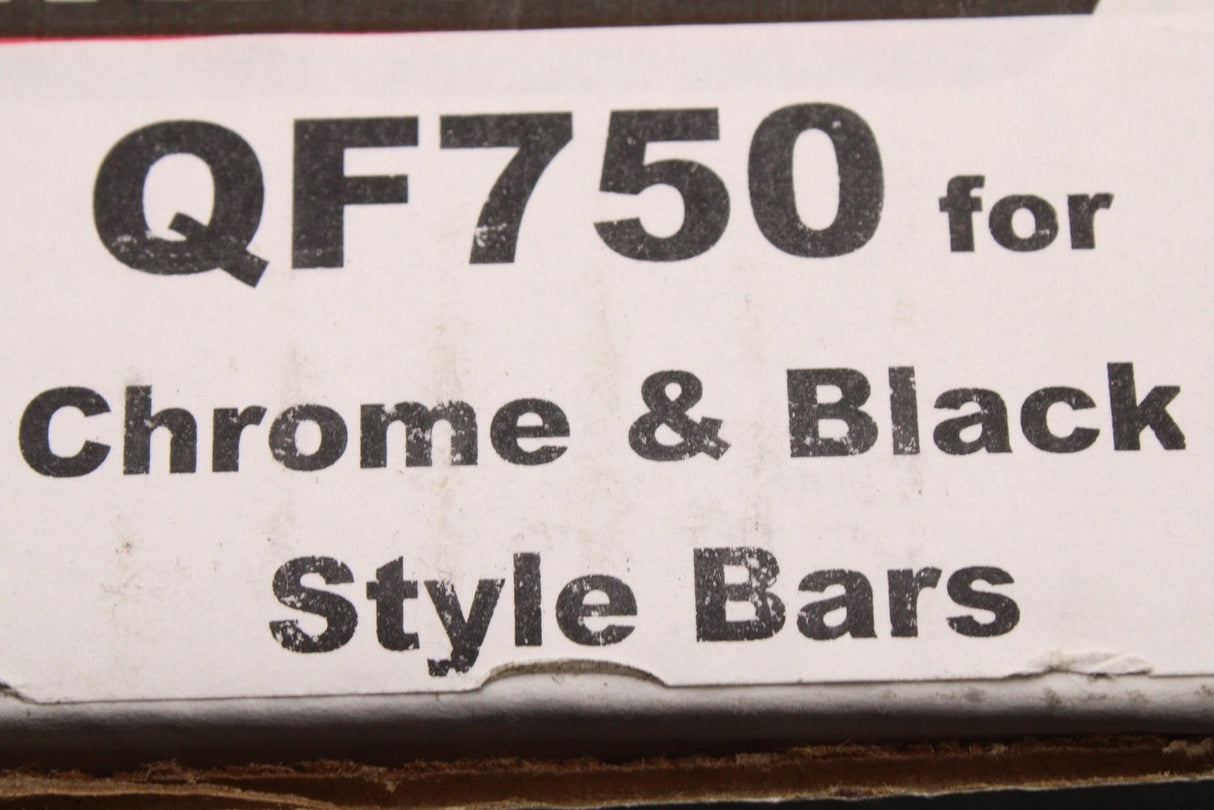 QF750 for
Chrome & Black
Style Bars